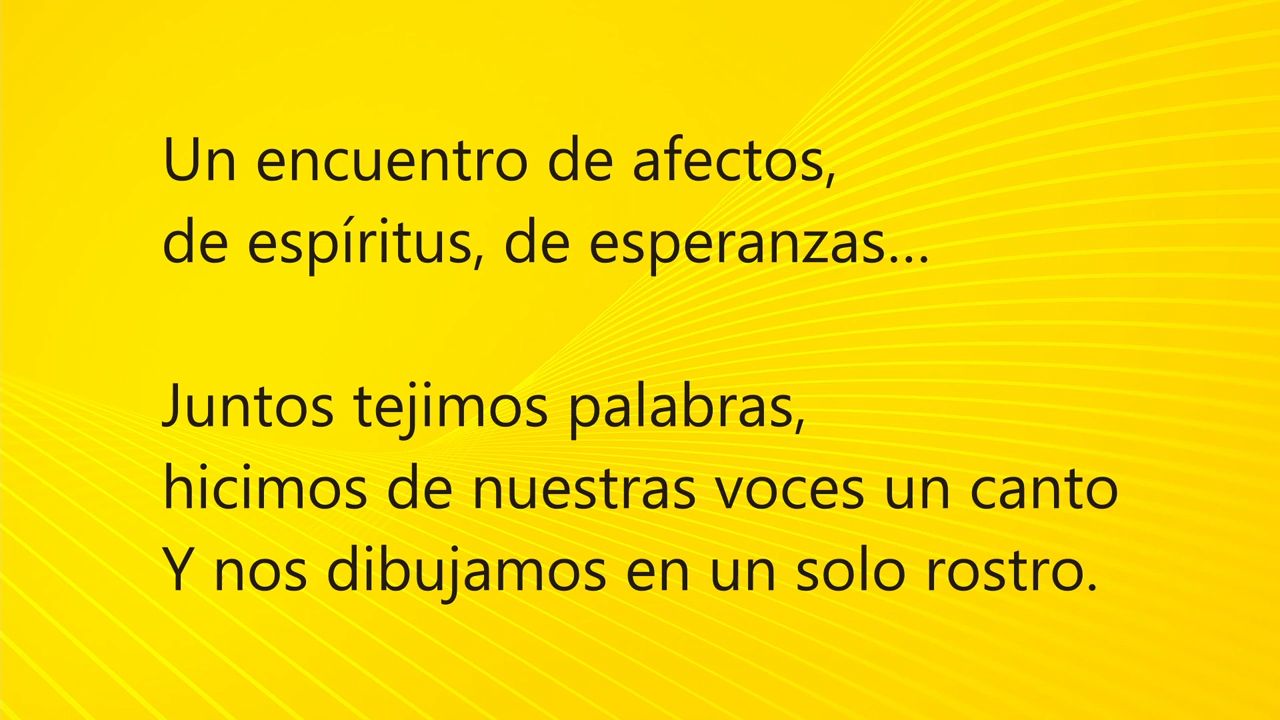 Un encuentro de afectos,
de espíritus, de esperanzas...
Juntos tejimos palabras,
hicimos de nuestras voces un canto
Y nos dibujamos en un solo rostro.